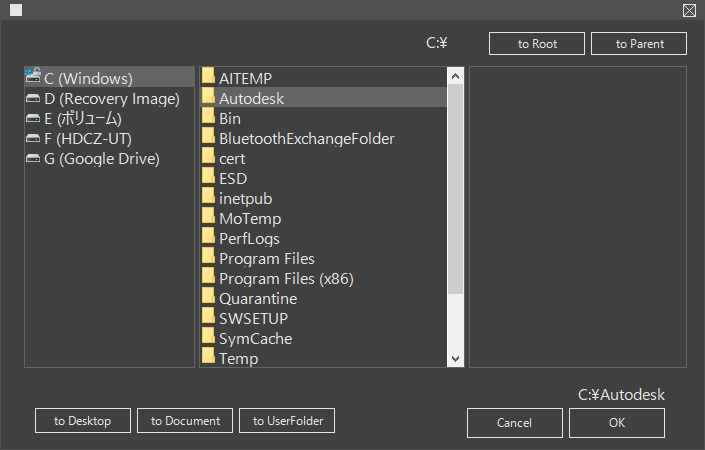 C:¥
to Root
to Parent
C (Windows)
D (Recovery Image)
E (ボリューム)
F (HDCZ-UT)
G (Google Drive)
AITEMP
Autodesk
Bin
BluetoothExchangeFolder
cert
ESD
inetpub
MoTemp
PerfLogs
Program Files
Program Files (x86)
Quarantine
SWSETUP
SymCache
Temp
C:¥Autodesk
to Desktop
to Document
to UserFolder
Cancel
OK